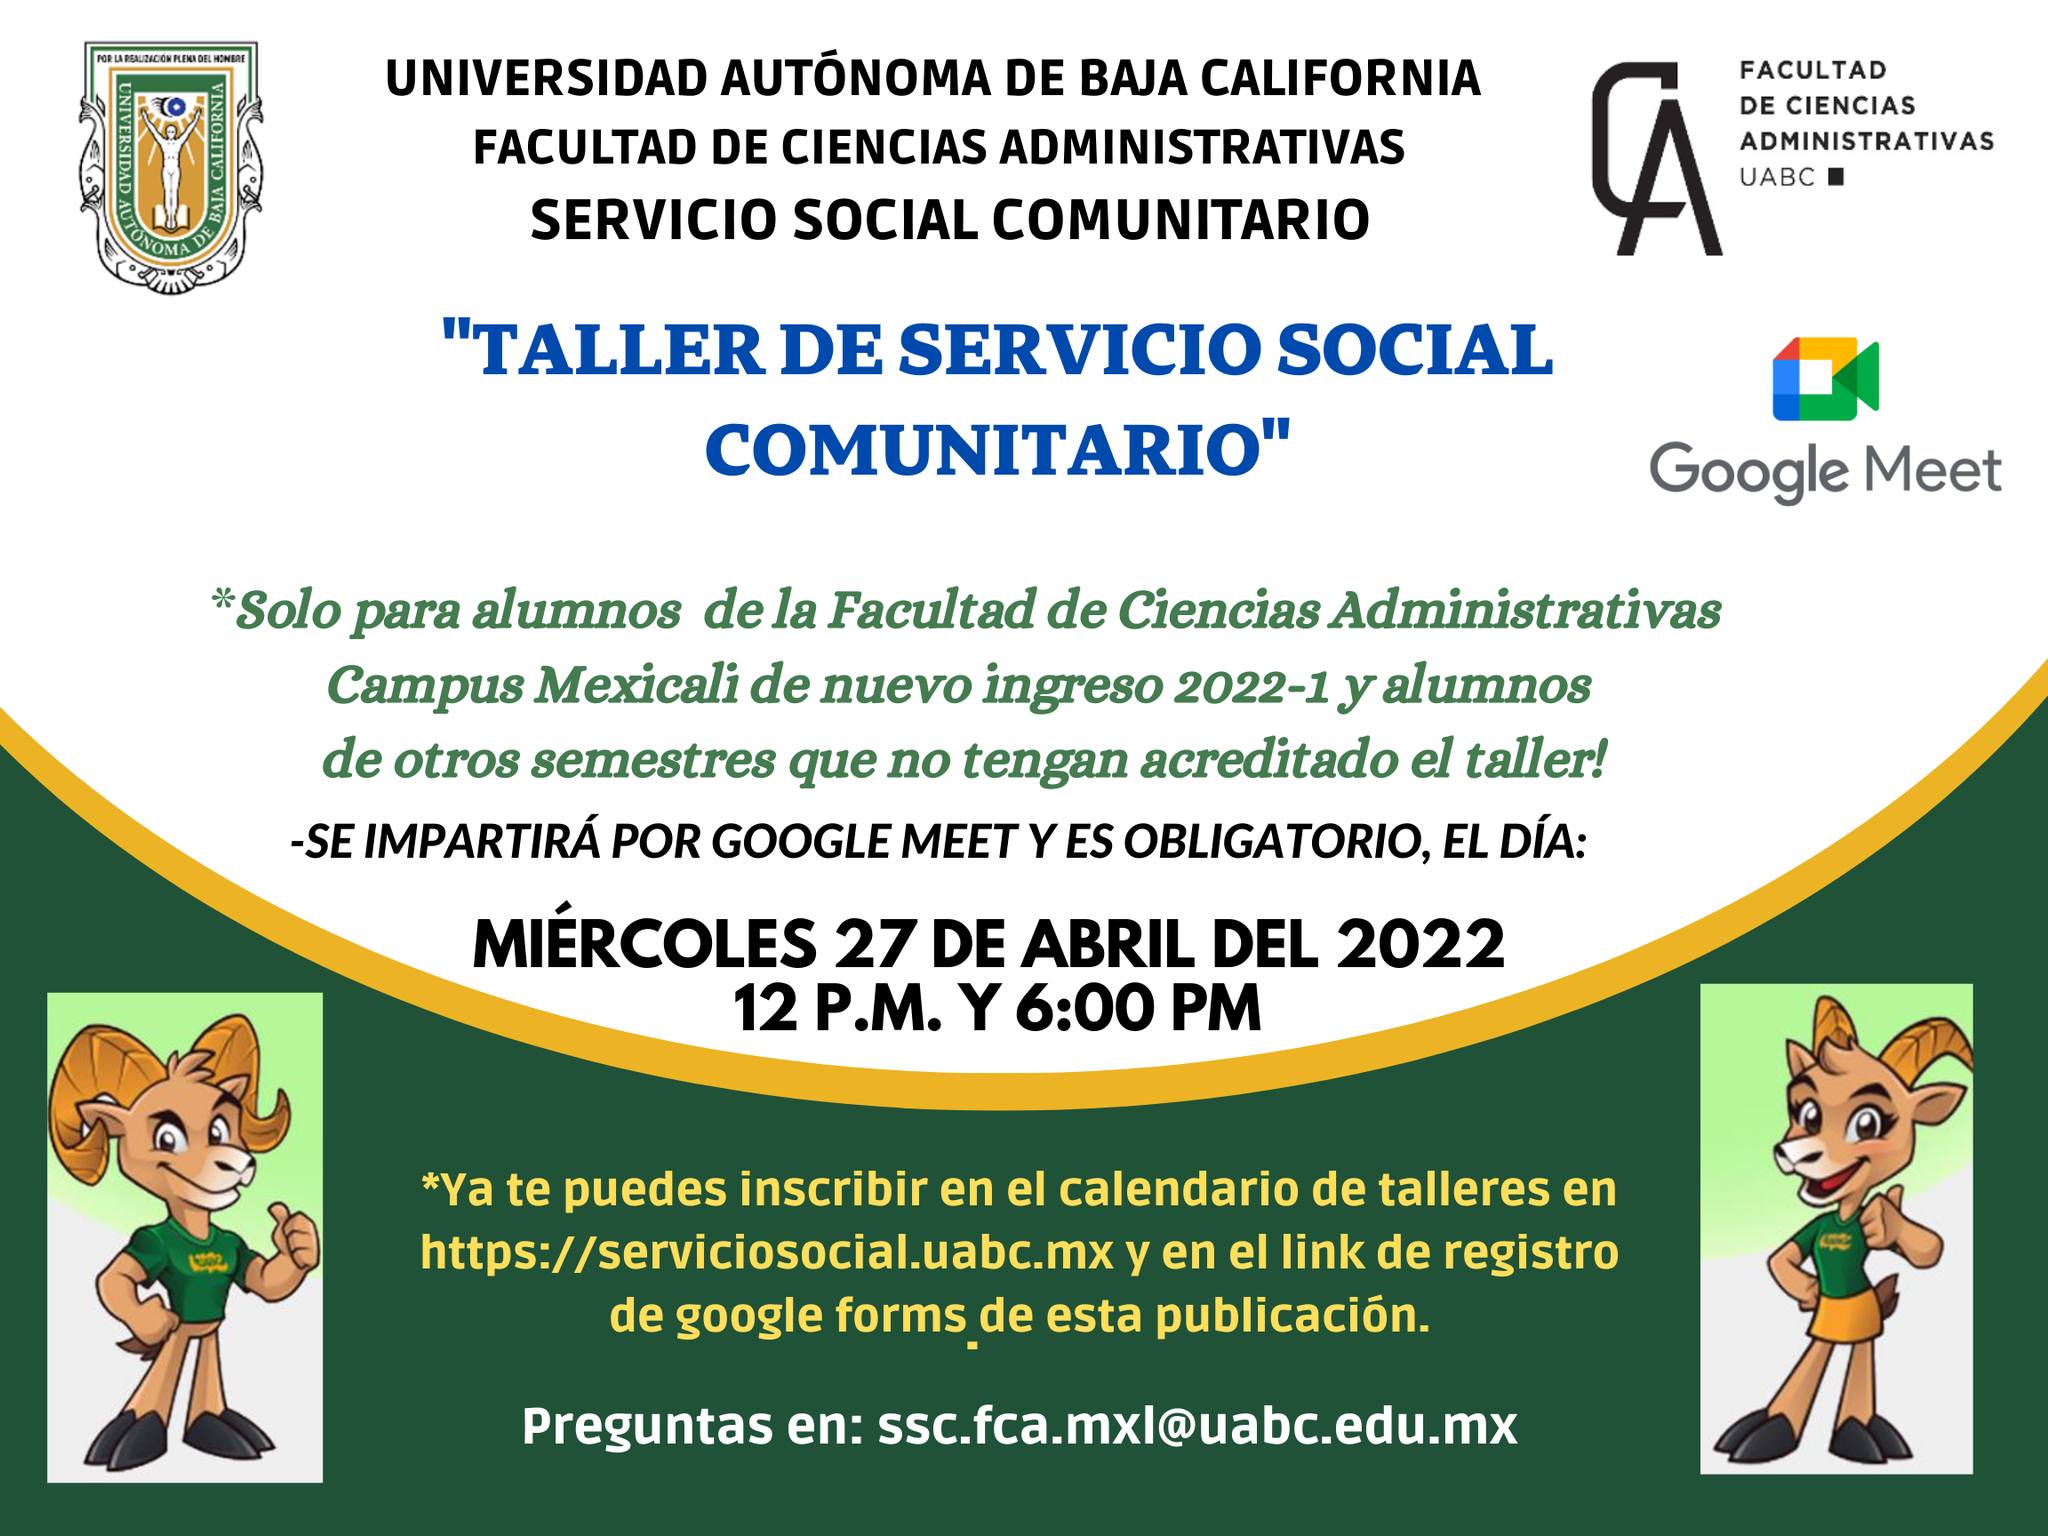 POR LA REALIZACIÓN PLENA DEL HOMBRE
UNIVERSIDAD AUTÓNOMA DE BAJA CALIFORNIA
UNIVERSIDAD AUTÓNOMA DE BAJA CALIFORNIA
FACULTAD DE CIENCIAS ADMINISTRATIVAS
SERVICIO SOCIAL COMUNITARIO
CA
FACULTAD
DE CIENCIAS
ADMINISTRATIVAS
UABC
"TALLER DE SERVICIO SOCIAL
COMUNITARIO"
Google Meet
*Solo para alumnos  de la Facultad de Ciencias Administrativas
Campus Mexicali de nuevo ingreso 2022-1 y alumnos
de otros semestres que no tengan acreditado el taller!
-SE IMPARTIRÁ POR GOOGLE MEET Y ES OBLIGATORIO, EL DÍA:
MIÉRCOLES 27 DE ABRIL DEL 2022
12 P.M. Y 6:00 PM
*Ya te puedes inscribir en el calendario de talleres en
https://serviciosocial.uabc.mx y en el link de registro
de google forms de esta publicación.
.
Preguntas en: ssc.fca.mxl@uabc.edu.mx